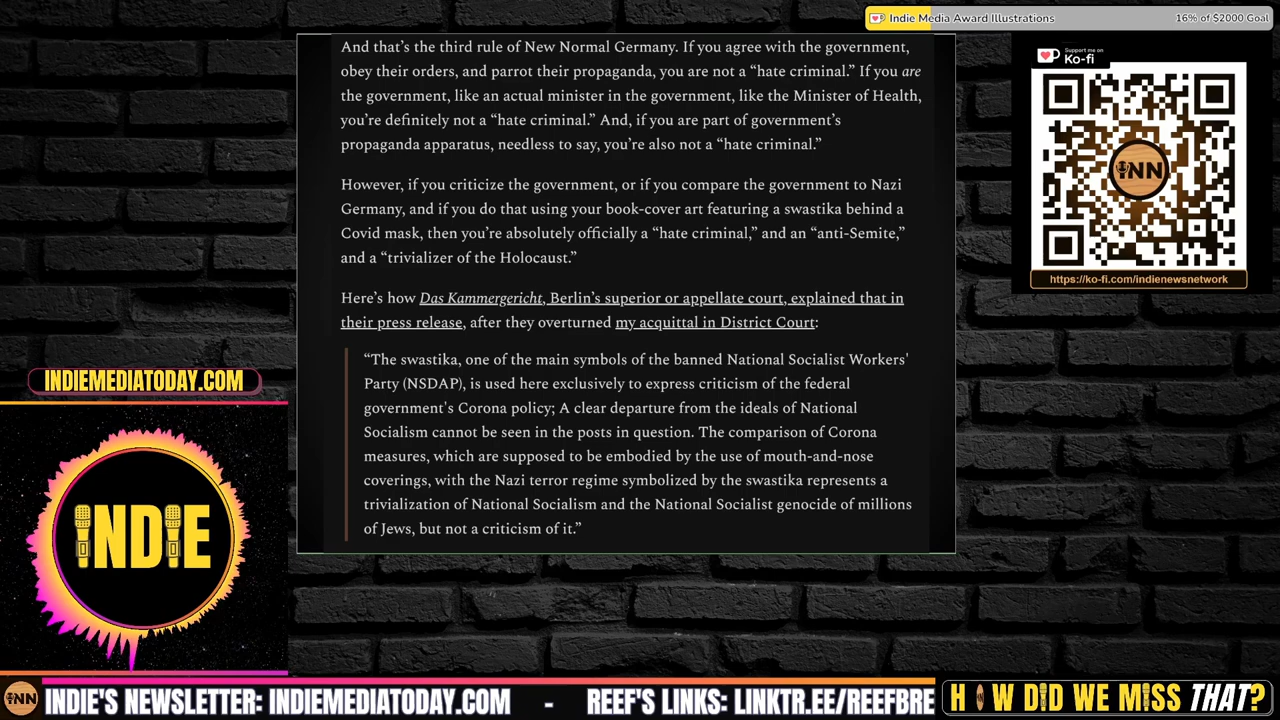 Indie Media Award Illustrations
16% of $2000 Goal
And that’s the third rule of New Normal Germany. If you agree with the government,
obey their orders, and parrot their propaganda, you are not a “hate criminal.” If you are
the government, like an actual minister in the government, like the Minister of Health,
you’re definitely not a “hate criminal.” And, if you are part of government’s
propaganda apparatus, needless to say, you’re also not a “hate criminal.”
However, if you criticize the government, or if you compare the government to Nazi
Germany, and if you do that using your book-cover art featuring a swastika behind a
Covid mask, then you’re absolutely officially a “hate criminal,” and an “anti-Semite,”
and a “trivializer of the Holocaust.”
Here’s how Das Kammergericht, Berlin’s superior or appellate court, explained that in
their press release, after they overturned my acquittal in District Court:
“The swastika, one of the main symbols of the banned National Socialist Workers'
Party (NSDAP), is used here exclusively to express criticism of the federal
government's Corona policy; A clear departure from the ideals of National
Socialism cannot be seen in the posts in question. The comparison of Corona
measures, which are supposed to be embodied by the use of mouth-and-nose
coverings, with the Nazi terror regime symbolized by the swastika represents a
trivialization of National Socialism and the National Socialist genocide of millions
of Jews, but not a criticism of it.”
Support me on
Ko-fi
iNN
https://ko-fi.com/indienewsnetwork
INDIEMEDIATODAY.COM
iNDiE
iNN
INDIE'S NEWSLETTER: INDIEMEDIATODAY.COM - REEF'S LINKS: LINKTR.EE/REEFBRE
HOW DiD WE MiSS THAT?